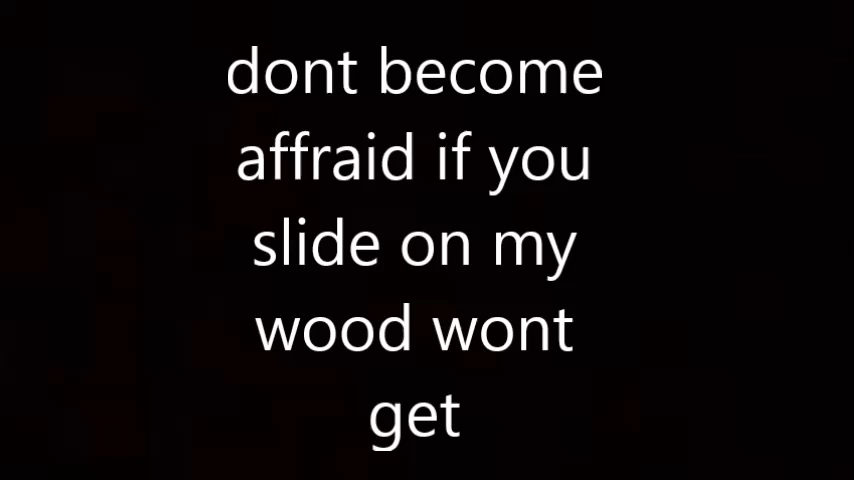 dont become
affraid if you
slide on my
wood wont
get